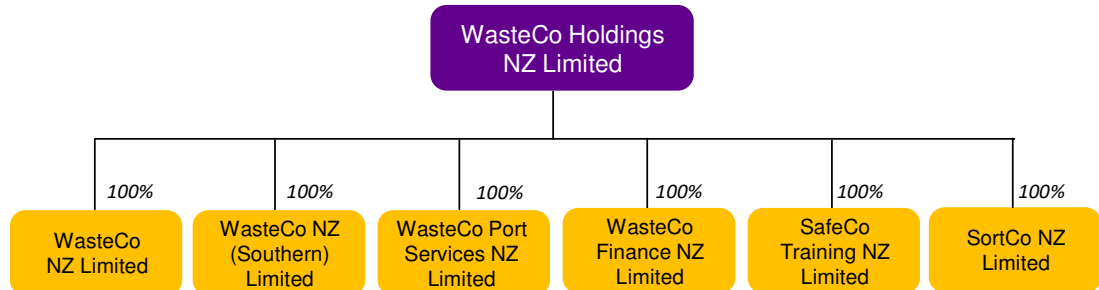 WasteCo Holdings
NZ Limited
100%
100%
100%
100%
100%
100%
WasteCo
NZ Limited
WasteCo NZ
(Southern)
Limited
WasteCo Port
Services NZ
Limited
WasteCo
Finance NZ
Limited
SafeCo
Training NZ
Limited
SortCo NZ
Limited